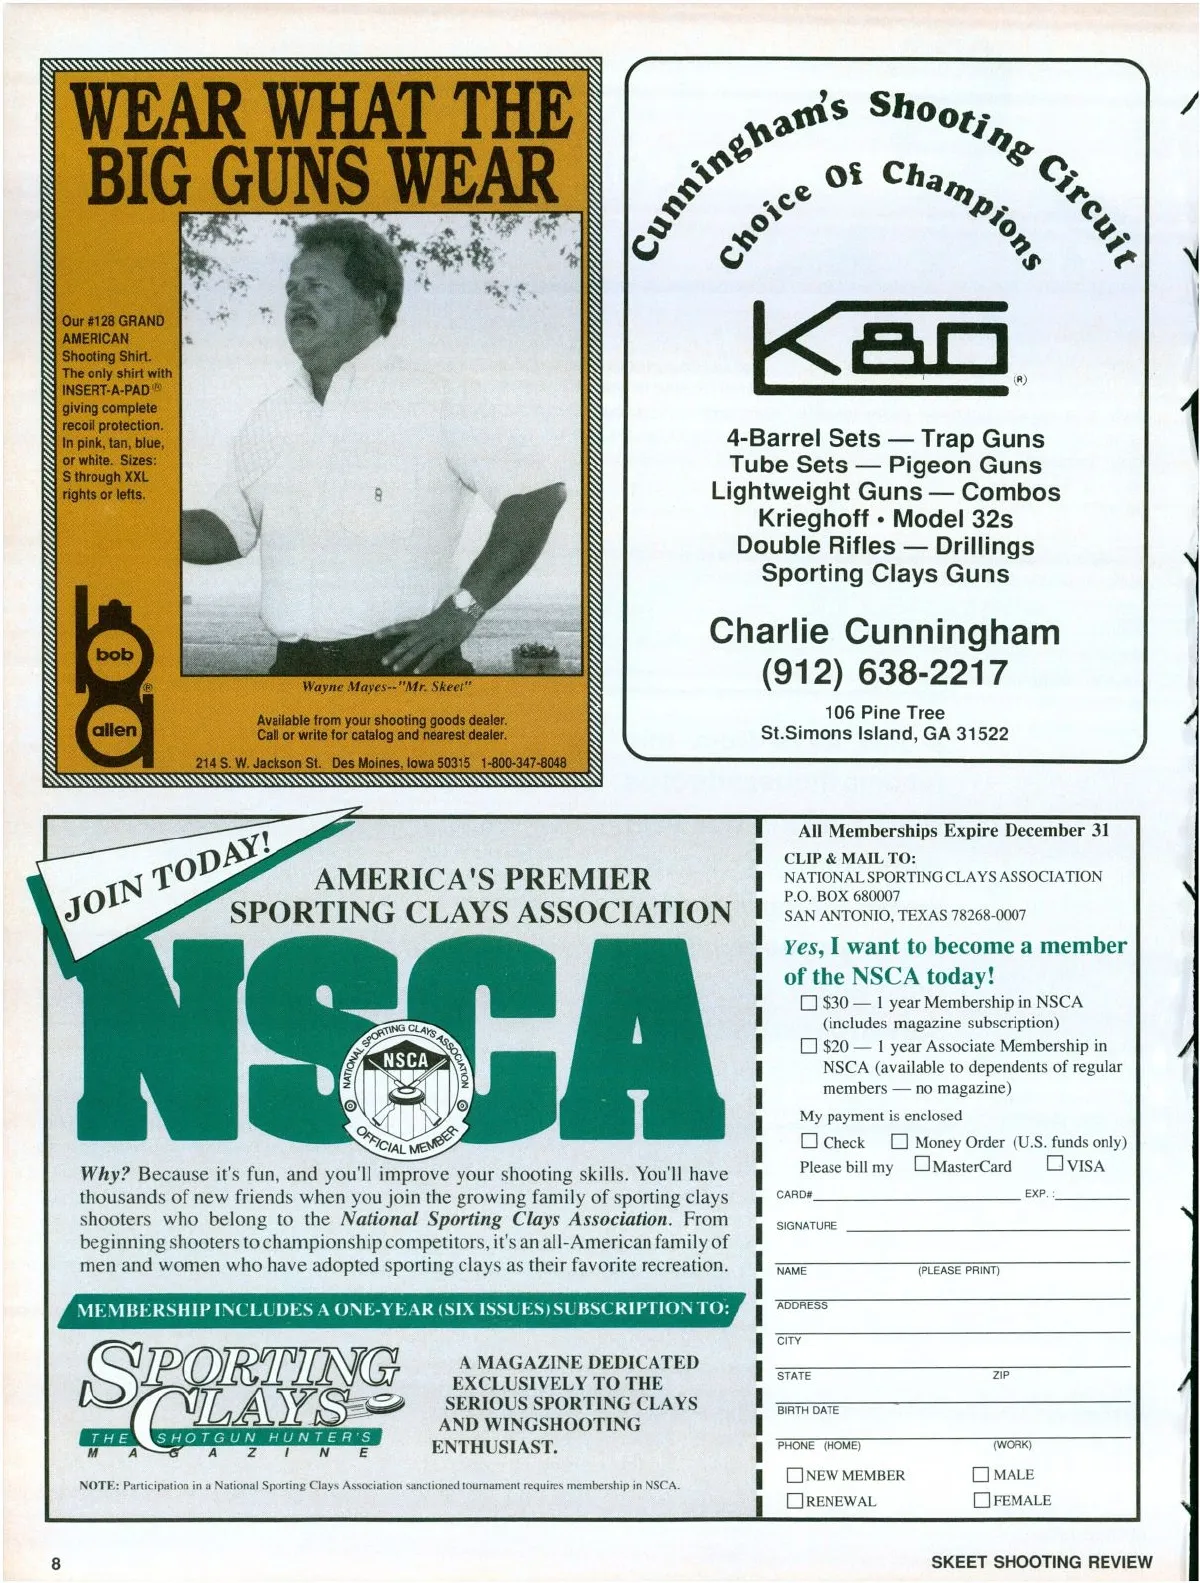 WEAR WHAT THE
BIG GUNS WEAR
Our #128 GRAND
AMERICAN
Shooting Shirt.
The only shirt with
INSERT-A-PAD®
giving complete
recoil protection.
In pink, tan, blue,
or white. Sizes:
S through XXL
rights or lefts.
bob
®
allen
Wayne Mayes--"Mr. Skeet"
Available from your shooting goods dealer.
Call or write for catalog and nearest dealer.
214 S. W. Jackson St. Des Moines, Iowa 50315 1-800-347-8048
Cunningham's Shooting Circuit
Choice Of Champions
K80
(R)
4-Barrel Sets — Trap Guns
Tube Sets — Pigeon Guns
Lightweight Guns — Combos
Krieghoff • Model 32s
Double Rifles — Drillings
Sporting Clays Guns
Charlie Cunningham
(912) 638-2217
106 Pine Tree
St.Simons Island, GA 31522
JOIN TODAY!
AMERICA'S PREMIER
SPORTING CLAYS ASSOCIATION
NSCA
NATIONAL SPORTING CLAYS ASSOCIATION
NSCA
OFFICIAL MEMBER
Why? Because it's fun, and you'll improve your shooting skills. You'll have
thousands of new friends when you join the growing family of sporting clays
shooters who belong to the National Sporting Clays Association. From
beginning shooters to championship competitors, it's an all-American family of
men and women who have adopted sporting clays as their favorite recreation.
MEMBERSHIP INCLUDES A ONE-YEAR (SIX ISSUES) SUBSCRIPTION TO:
SPORTING
CLAYS
THE SHOTGUN HUNTER'S
MAGAZINE
A MAGAZINE DEDICATED
EXCLUSIVELY TO THE
SERIOUS SPORTING CLAYS
AND WINGSHOOTING
ENTHUSIAST.
NOTE: Participation in a National Sporting Clays Association sanctioned tournament requires membership in NSCA.
All Memberships Expire December 31
CLIP & MAIL TO:
NATIONAL SPORTING CLAYS ASSOCIATION
P.O. BOX 680007
SAN ANTONIO, TEXAS 78268-0007
Yes, I want to become a member
of the NSCA today!
$30 — 1 year Membership in NSCA
(includes magazine subscription)
$20 — 1 year Associate Membership in
NSCA (available to dependents of regular
members — no magazine)
My payment is enclosed
Check Money Order (U.S. funds only)
Please bill my MasterCard VISA
CARD# EXP. :
SIGNATURE
NAME (PLEASE PRINT)
ADDRESS
CITY
STATE ZIP
BIRTH DATE
PHONE (HOME) (WORK)
NEW MEMBER MALE
RENEWAL FEMALE
8
SKEET SHOOTING REVIEW